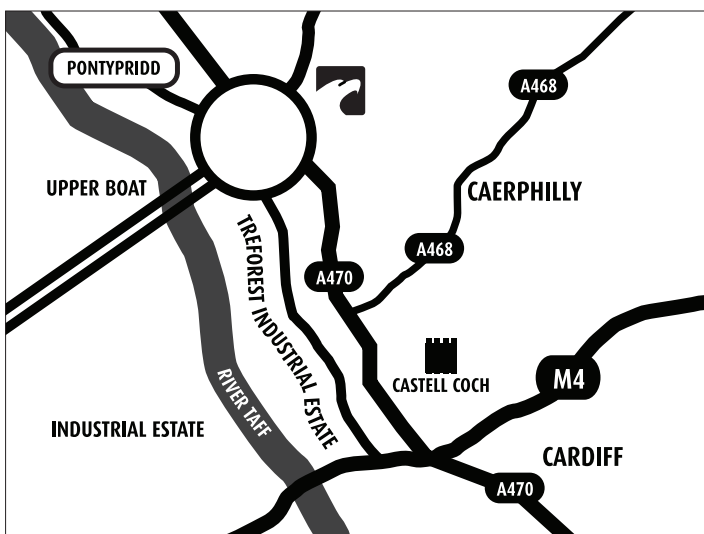 PONTYPRIDD
A468
UPPER BOAT
CAERPHILLY
TREFOREST INDUSTRIAL ESTATE
A468
A470
CASTELL COCH
M4
RIVER TAFF
INDUSTRIAL ESTATE
CARDIFF
A470